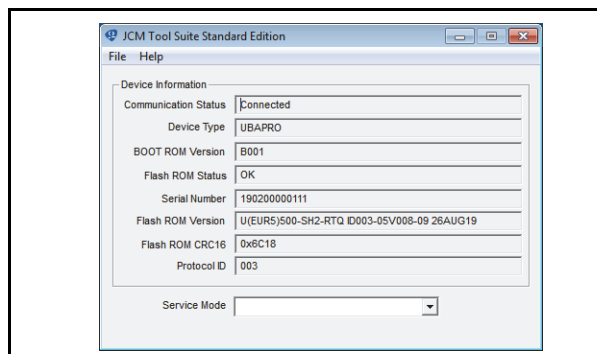 JCM Tool Suite Standard Edition
File Help
Device Information
Communication Status Connected
Device Type UBAPRO
BOOT ROM Version B001
Flash ROM Status OK
Serial Number 190200000111
Flash ROM Version U(EUR5)500-SH2-RTQ ID003-05V008-09 26AUG19
Flash ROM CRC16 0x6C18
Protocol ID 003
Service Mode